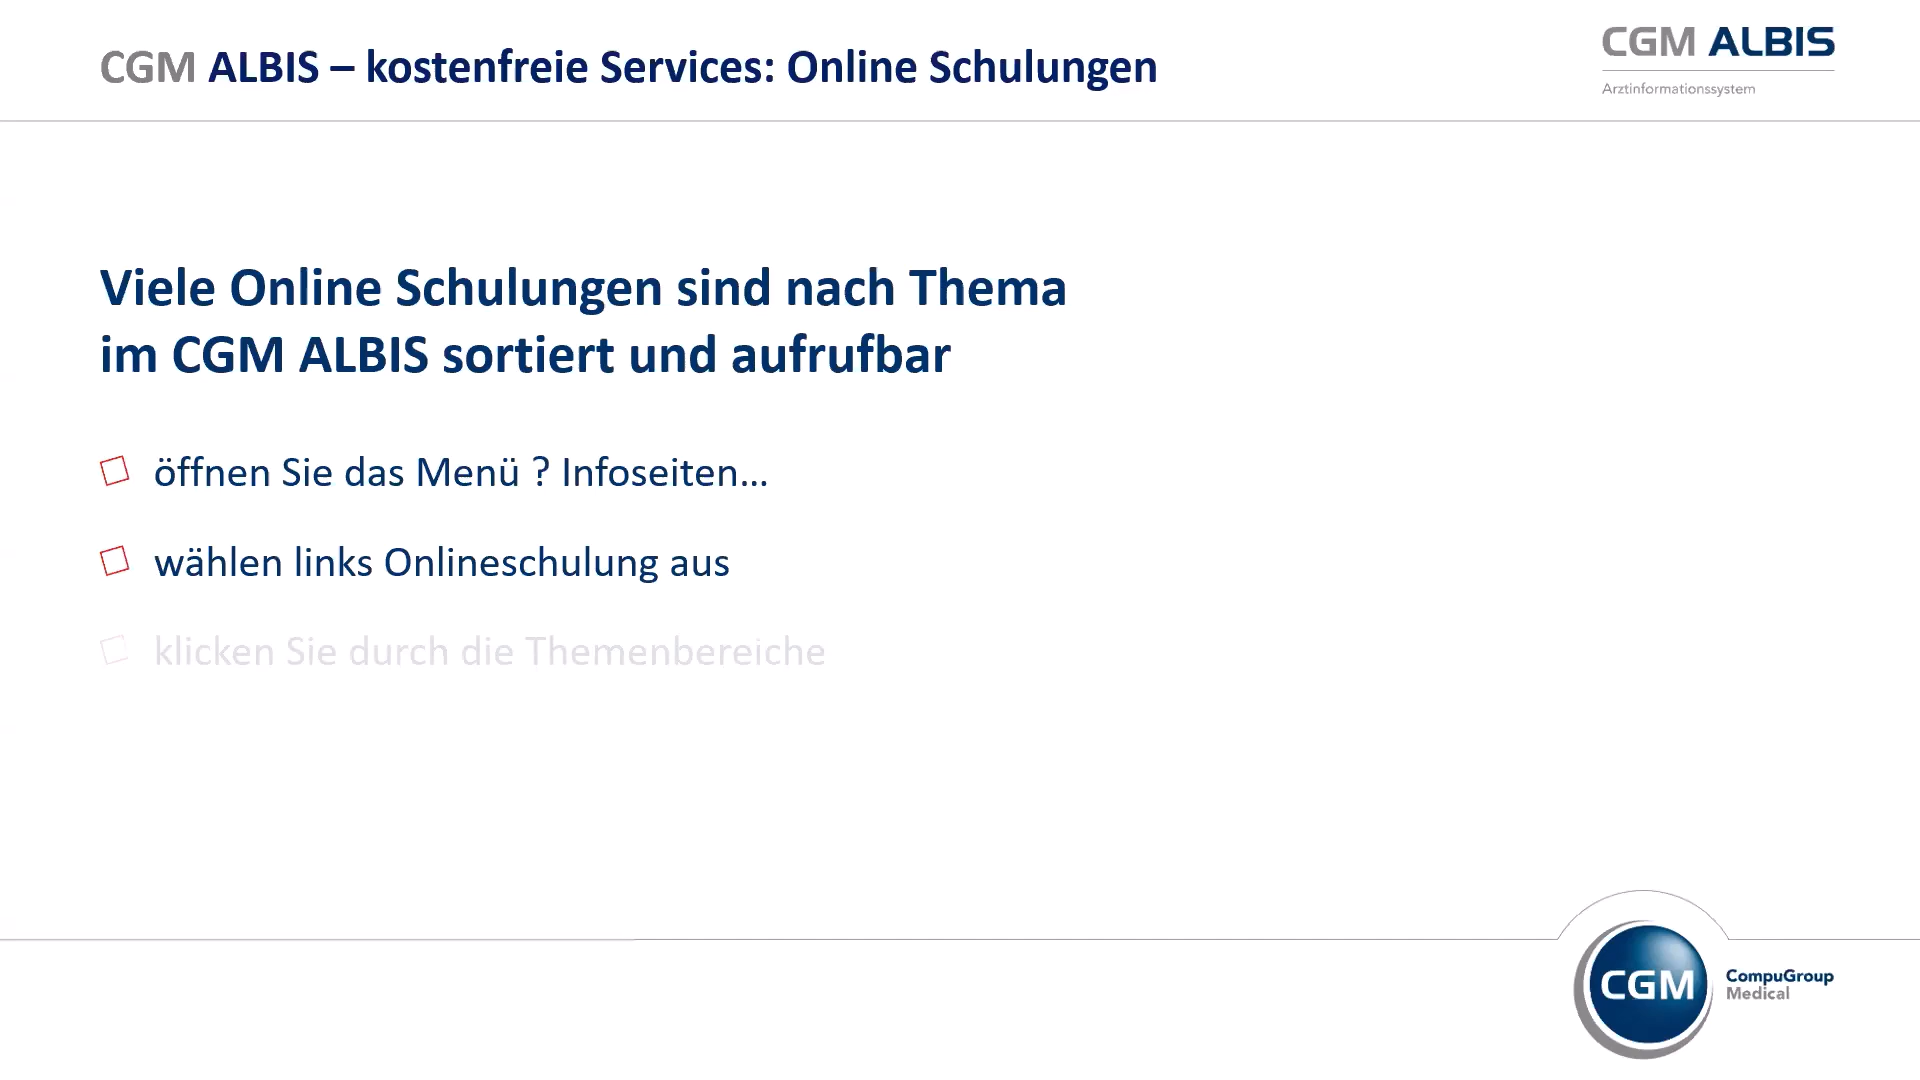 CGM ALBIS – kostenfreie Services: Online Schulungen
CGM ALBIS
Arztinformationssystem
Viele Online Schulungen sind nach Thema
im CGM ALBIS sortiert und aufrufbar
öffnen Sie das Menü ? Infoseiten...
wählen links Onlineschulung aus
klicken Sie durch die Themenbereiche
CGM
CompuGroup
Medical